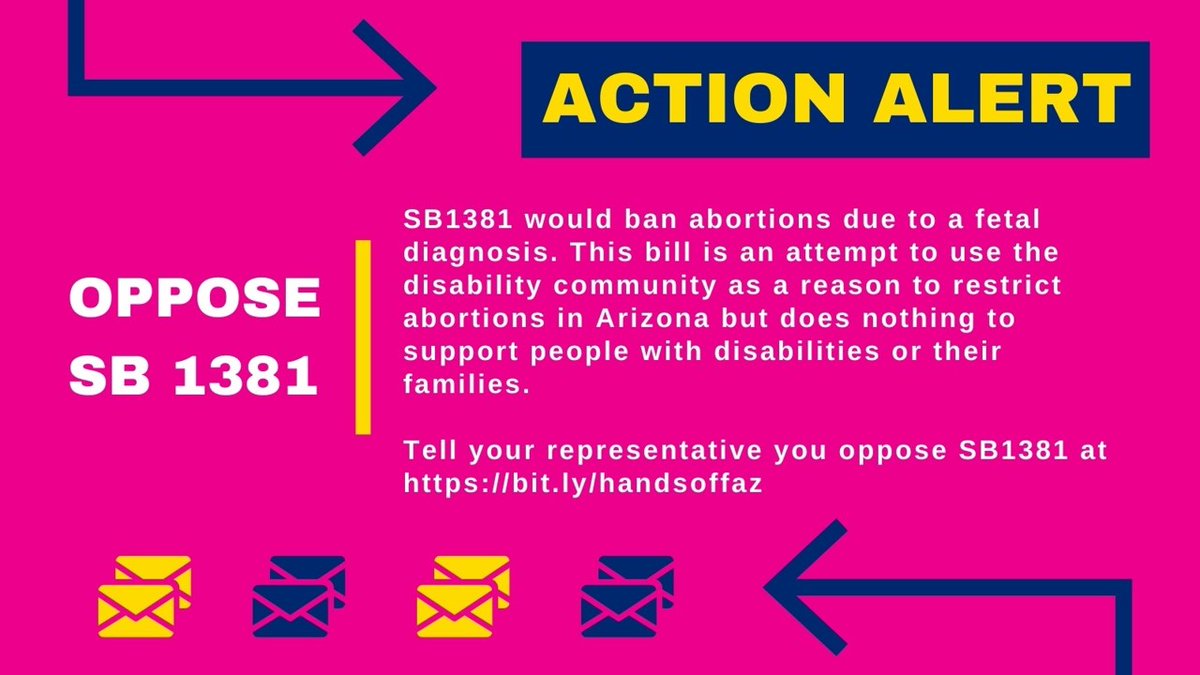 ACTION ALERT
OPPOSE
SB 1381
SB1381 would ban abortions due to a fetal
diagnosis. This bill is an attempt to use the
disability community as a reason to restrict
abortions in Arizona but does nothing to
support people with disabilities or their
families.
Tell your representative you oppose SB1381 at
https://bit.ly/handsoffaz